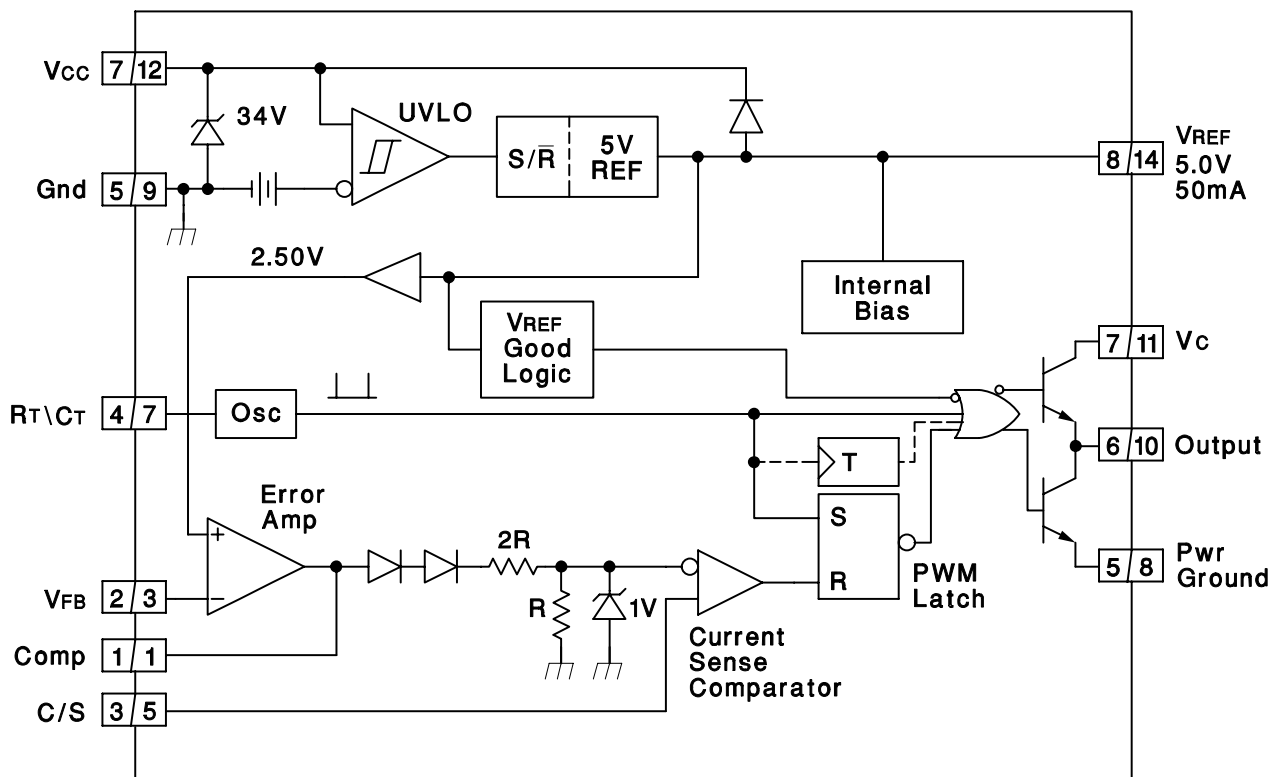 VCC 7/12
34V
UVLO
S/R̅
5V
REF
8/14
VREF
5.0V
50mA
Gnd 5/9
2.50V
Internal
Bias
VREF
Good
Logic
7/11 VC
RT\CT 4/7
Osc
T
6/10 Output
Error
Amp
+
−
S
R
PWM
Latch
2R
R
1V
5/8
Pwr
Ground
VFB 2/3
Comp 1/1
Current
Sense
Comparator
C/S 3/5